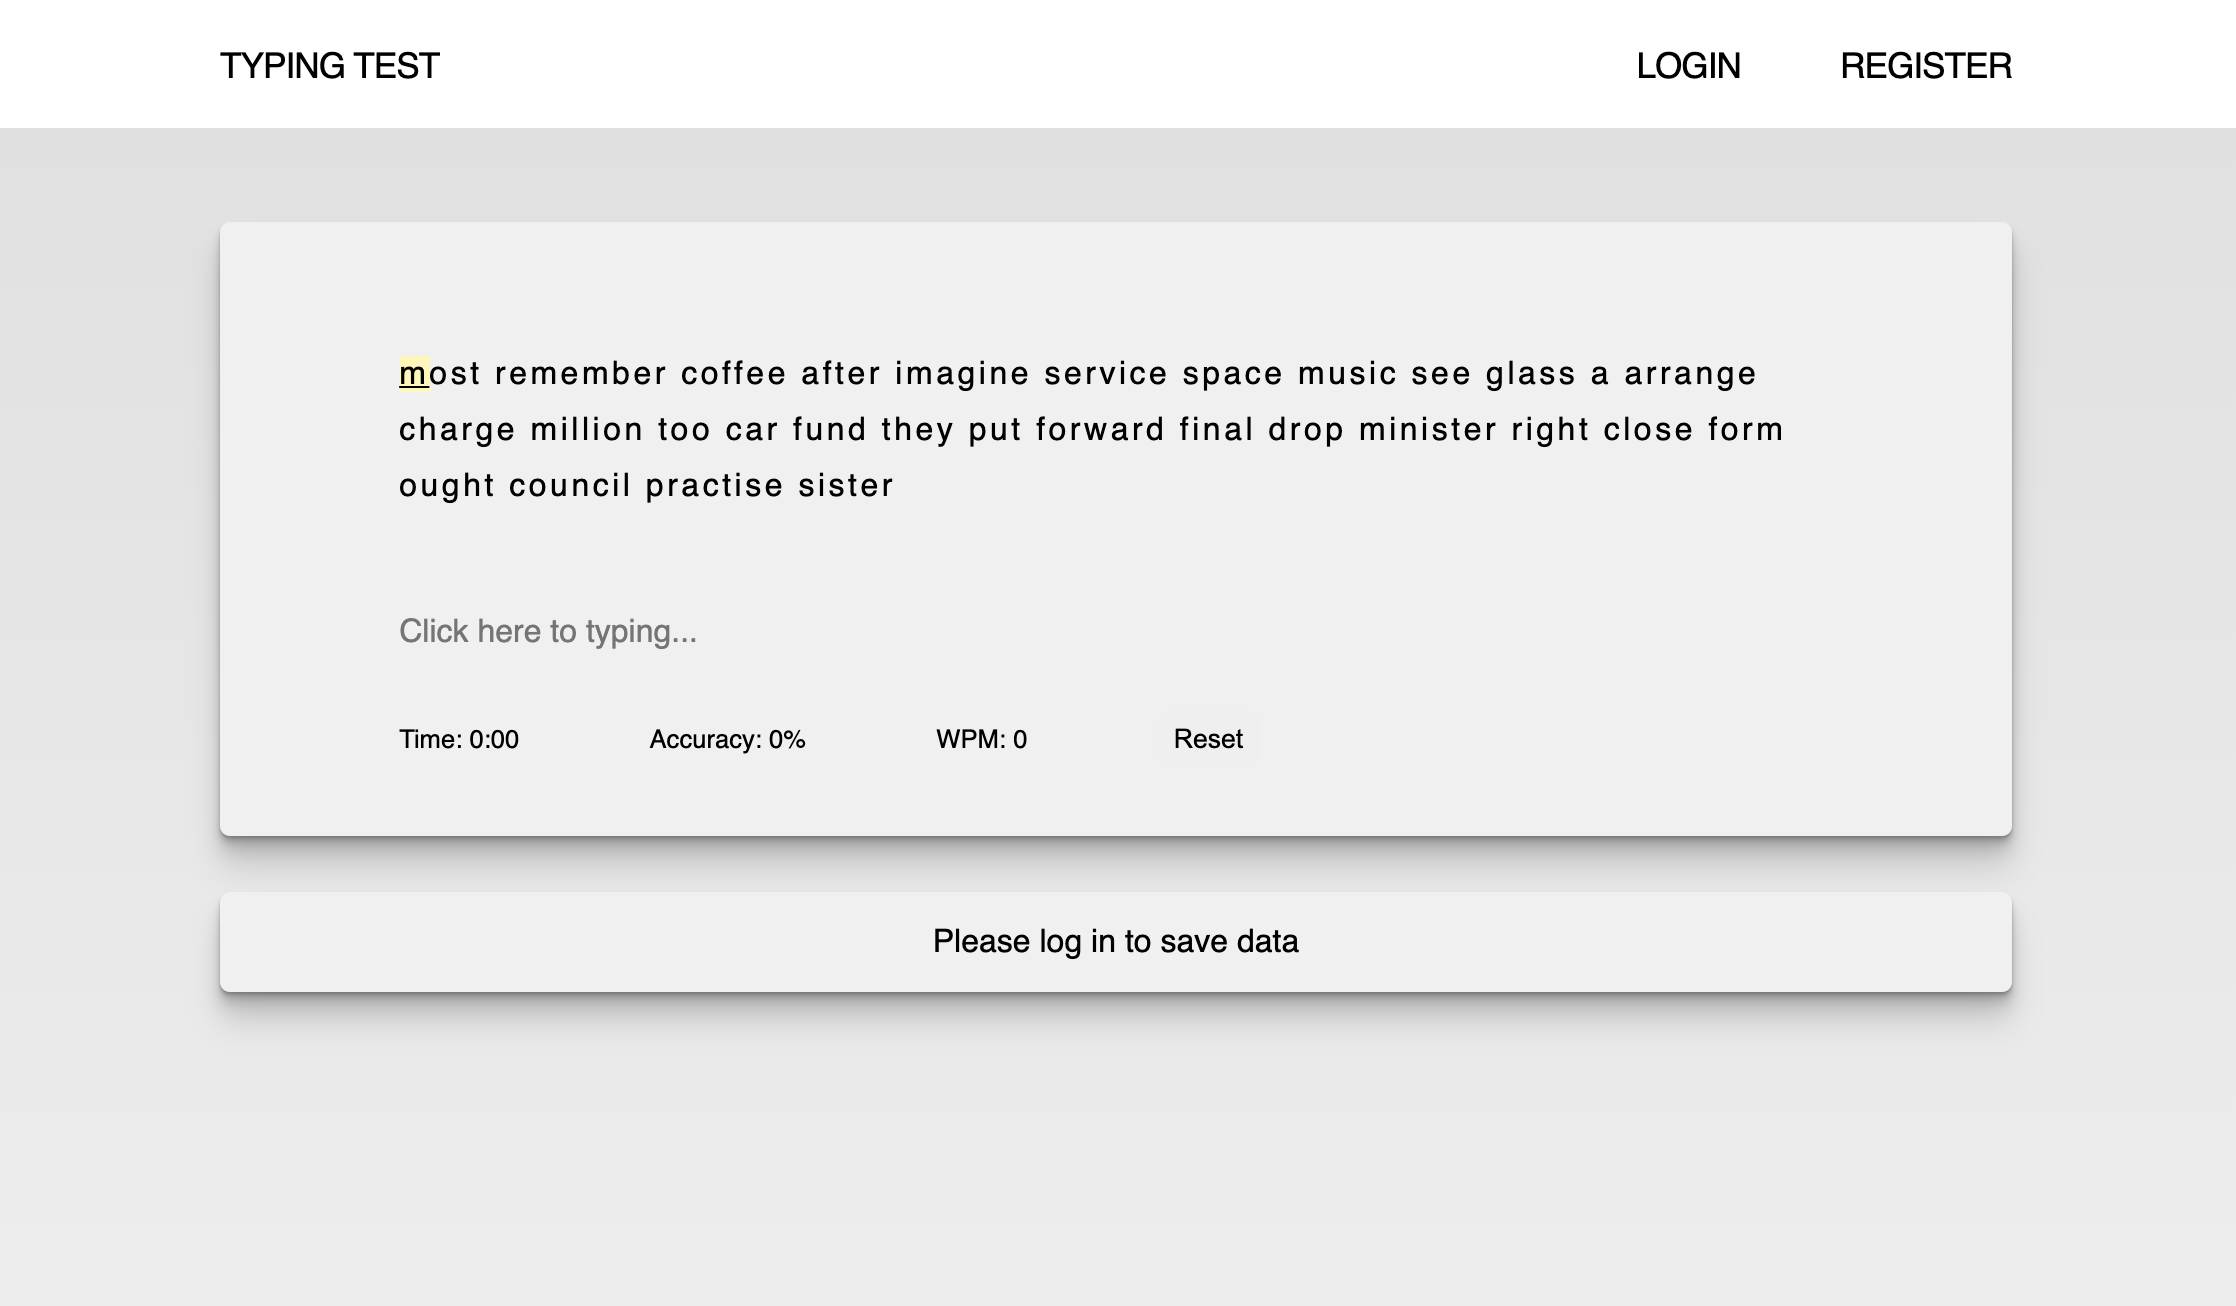 TYPING TEST
LOGIN
REGISTER
most remember coffee after imagine service space music see glass a arrange
charge million too car fund they put forward final drop minister right close form
ought council practise sister
Click here to typing...
Time: 0:00
Accuracy: 0%
WPM: 0
Reset
Please log in to save data